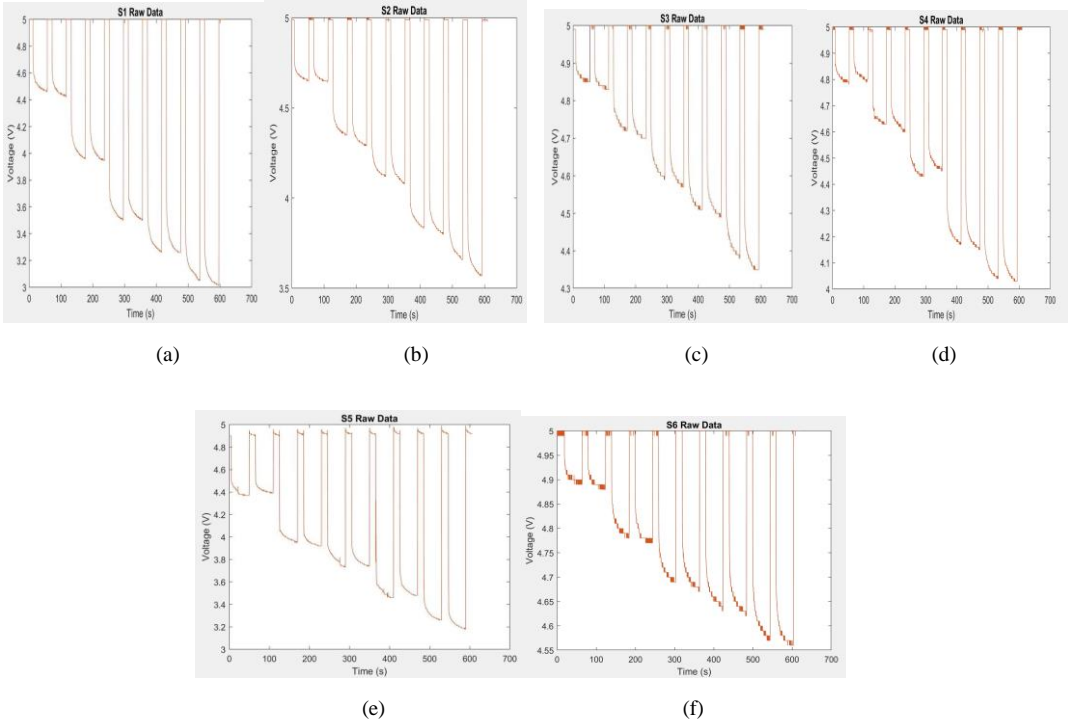 S1 Raw Data
5
4.8
4.6
4.4
4.2
4
3.8
3.6
3.4
3.2
3
Voltage (V)
0 100 200 300 400 500 600 700
Time (s)
(a)
S2 Raw Data
5
4.5
4
3.5
Voltage (V)
0 100 200 300 400 500 600 700
Time (s)
(b)
S3 Raw Data
5
4.9
4.8
4.7
4.6
4.5
4.4
4.3
Voltage (V)
0 100 200 300 400 500 600 700
Time (s)
(c)
S4 Raw Data
5
4.9
4.8
4.7
4.6
4.5
4.4
4.3
4.2
4.1
4
Voltage (V)
0 100 200 300 400 500 600 700
Time (s)
(d)
S5 Raw Data
5
4.8
4.4
4
3.8
3.6
3.2
3
Voltage (V)
0 100 200 300 400 500 600 700
Time (s)
(e)
S6 Raw Data
5
4.95
4.9
4.85
4.8
4.75
4.7
4.65
4.6
4.55
Voltage (V)
0 100 200 300 400 500 600 700
Time (s)
(f)